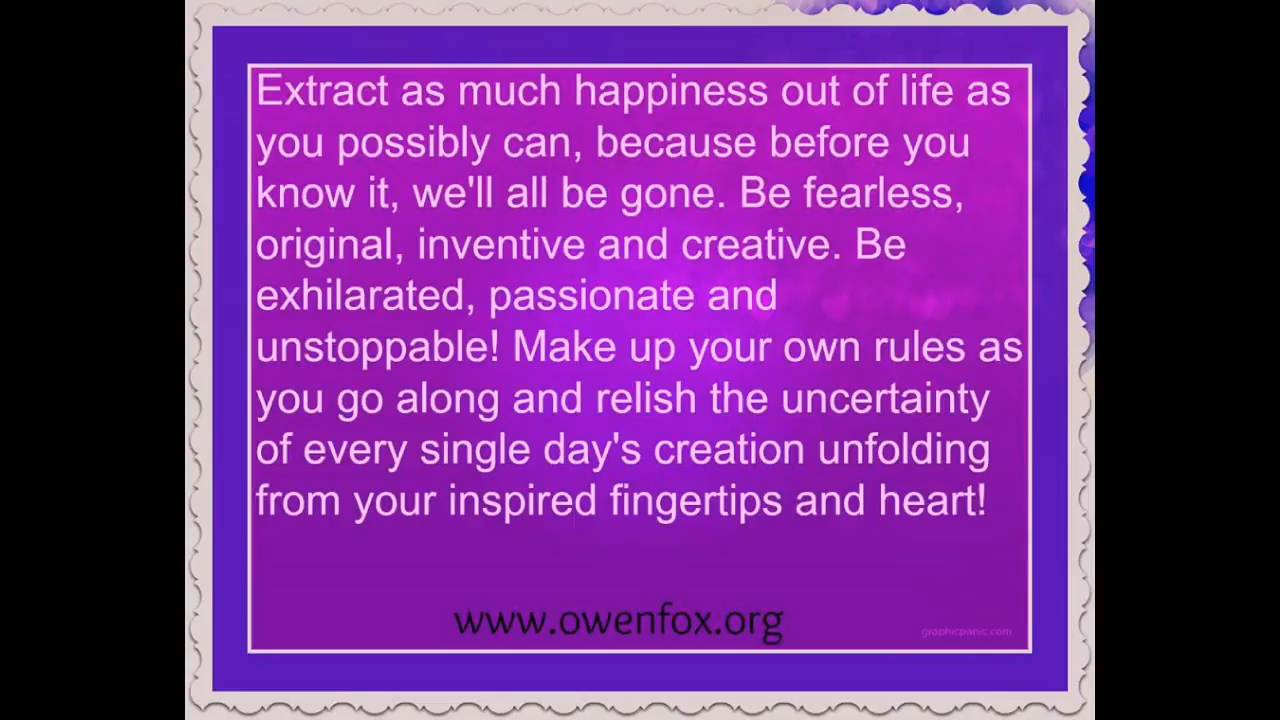 Extract as much happiness out of life as
you possibly can, because before you
know it, we'll all be gone. Be fearless,
original, inventive and creative. Be
exhilarated, passionate and
unstoppable! Make up your own rules as
you go along and relish the uncertainty
of every single day's creation unfolding
from your inspired fingertips and heart!
www.owenfox.org
graphicpanic.com